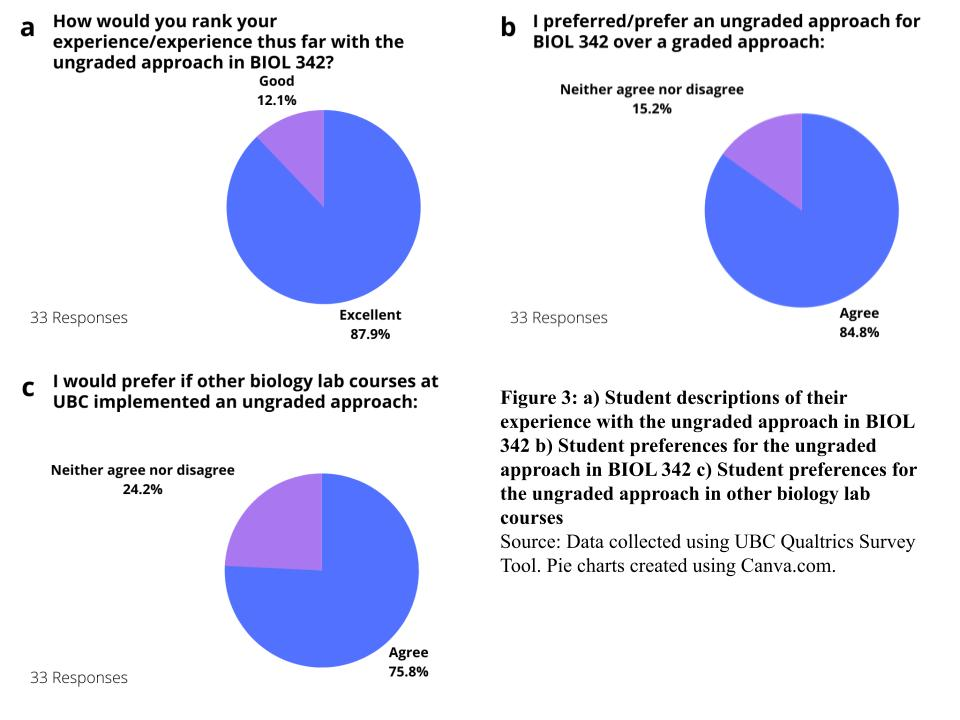 a
How would you rank your
experience/experience thus far with the
ungraded approach in BIOL 342?
Good
12.1%
33 Responses
Excellent
87.9%
b
I preferred/prefer an ungraded approach for
BIOL 342 over a graded approach:
Neither agree nor disagree
15.2%
33 Responses
Agree
84.8%
c
I would prefer if other biology lab courses at
UBC implemented an ungraded approach:
Neither agree nor disagree
24.2%
Agree
75.8%
33 Responses
Figure 3: a) Student descriptions of their
experience with the ungraded approach in BIOL
342 b) Student preferences for the ungraded
approach in BIOL 342 c) Student preferences for
the ungraded approach in other biology lab
courses
Source: Data collected using UBC Qualtrics Survey
Tool. Pie charts created using Canva.com.